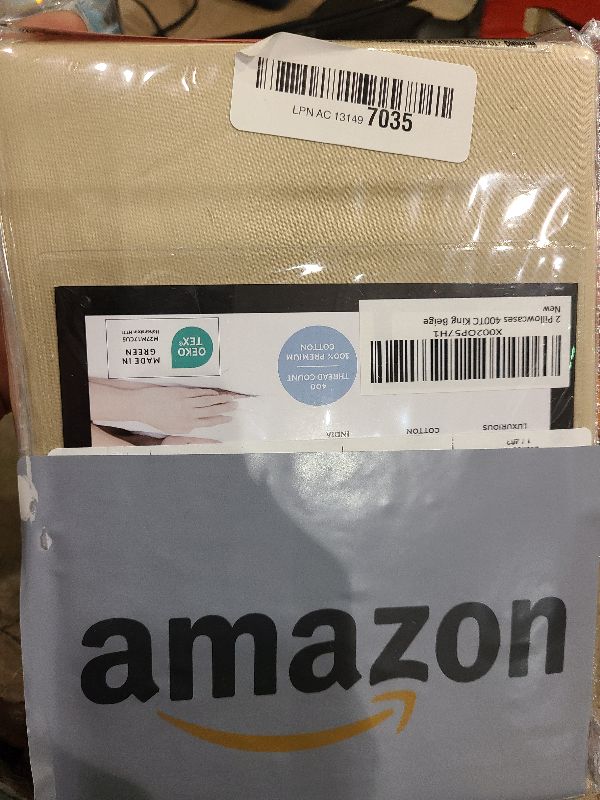 LPN AC 13149 7035
X002OP57H1
2 Pillowcases 400TC King Beige
New
400
THREAD COUNT
100% PREMIUM
COTTON
OEKO
TEX®
MADE IN
GREEN
LUXURIOUS
COTTON
INDIA
amazon